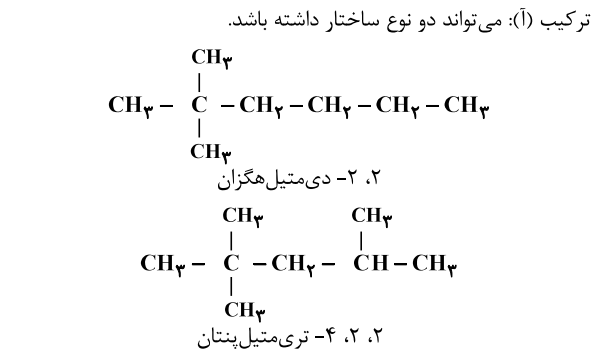 ترکیب (آ): می‌تواند دو نوع ساختار داشته باشد.
CH۳
|
CH۳ – C – CH۲ – CH۲ – CH۲ – CH۳
|
CH۳
۲، ۲- دی‌متیل‌هگزان
CH۳ CH۳
| |
CH۳ – C – CH۲ – CH – CH۳
|
CH۳
۲، ۲، ۴- تری‌متیل‌پنتان